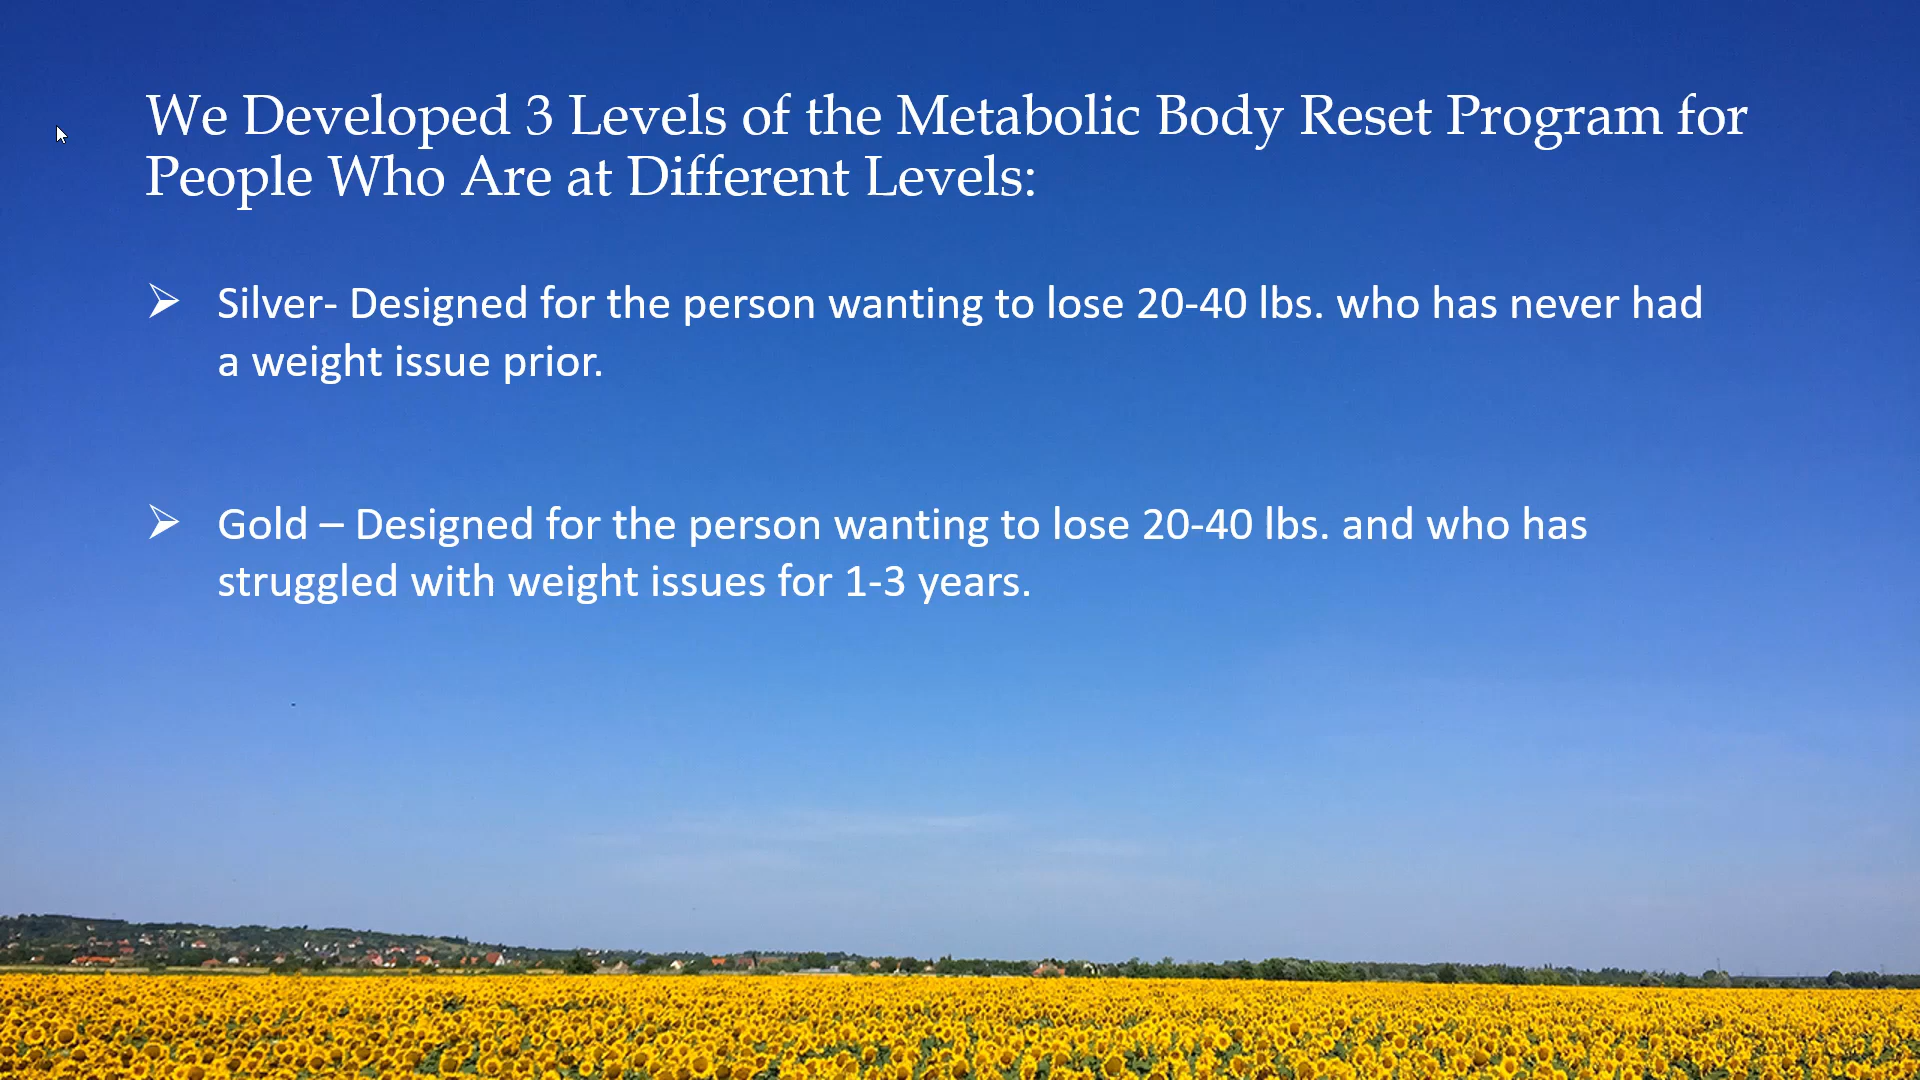 We Developed 3 Levels of the Metabolic Body Reset Program for
People Who Are at Different Levels:
Silver- Designed for the person wanting to lose 20-40 lbs. who has never had
a weight issue prior.
Gold – Designed for the person wanting to lose 20-40 lbs. and who has
struggled with weight issues for 1-3 years.